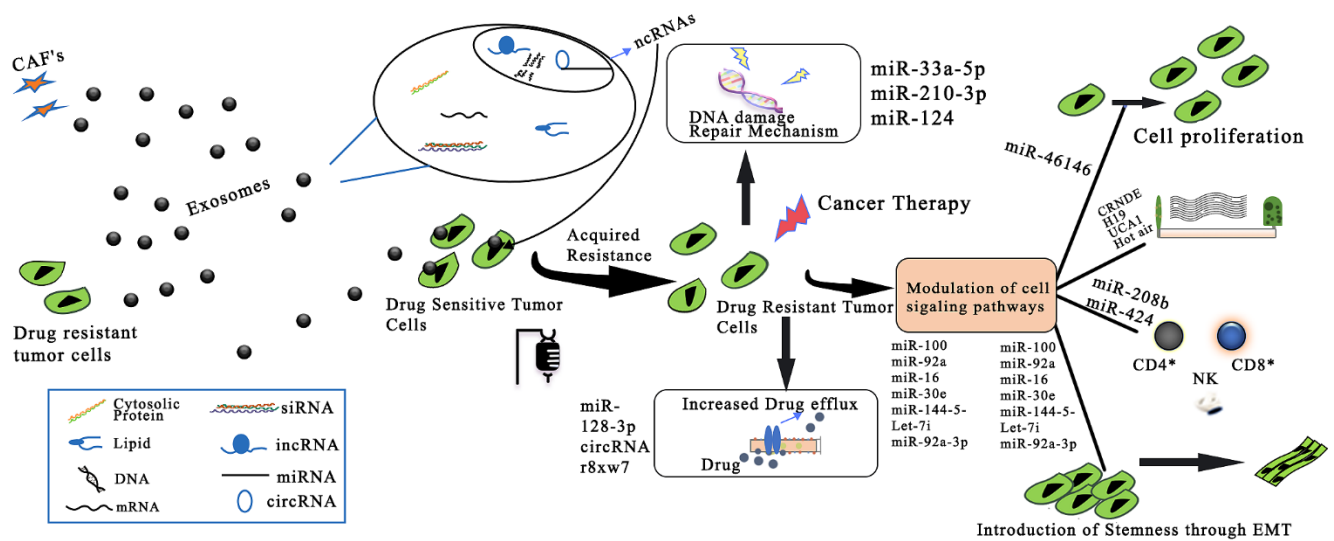 CAF's
Exosomes
Drug resistant
tumor cells
ncRNAs
Drug Sensitive Tumor
Cells
Acquired
Resistance
DNA damage
Repair Mechanism
miR-33a-5p
miR-210-3p
miR-124
Cancer Therapy
Drug Resistant Tumor
Cells
Increased Drug efflux
Drug
miR-
128-3p
circRNA
r8xw7
Modulation of cell
sigaling pathways
miR-100
miR-92a
miR-16
miR-30e
miR-144-5-
Let-7i
miR-92a-3p
miR-100
miR-92a
miR-16
miR-30e
miR-144-5-
Let-7i
miR-92a-3p
Cell proliferation
miR-46146
CRNDE
H19
UCA1
Hot air
miR-208b
miR-424
CD4*
NK
CD8*
Introduction of Stemness through EMT
Cytosolic
Protein
Lipid
DNA
mRNA
siRNA
incRNA
miRNA
circRNA